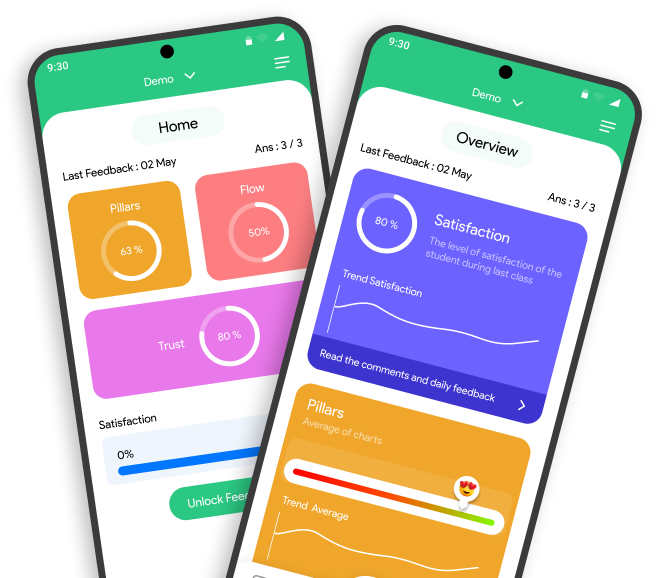 9:30
Demo
Home
Last Feedback : 02 May
Ans : 3 / 3
Pillars
63 %
Flow
50%
Trust
80 %
Satisfaction
0%
Unlock Feed
9:30
Demo
Overview
Last Feedback : 02 May
Ans : 3 / 3
80 %
Satisfaction
The level of satisfaction of the
student during last class
Trend Satisfaction
Read the comments and daily feedback
Pillars
Average of charts
Trend Average